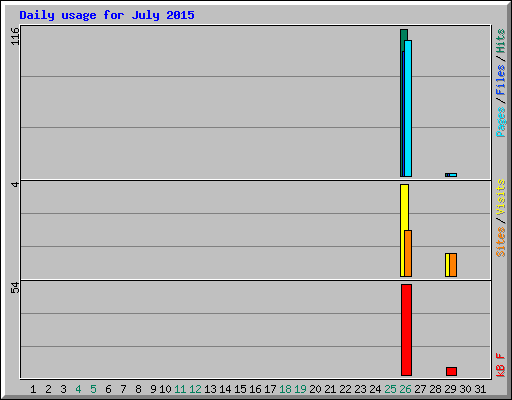 Daily usage for July 2015
116
Pages/Files/Hits
4
Sites/Visits
54
kB F
1 2 3 4 5 6 7 8 9 10 11 12 13 14 15 16 17 18 19 20 21 22 23 24 25 26 27 28 29 30 31